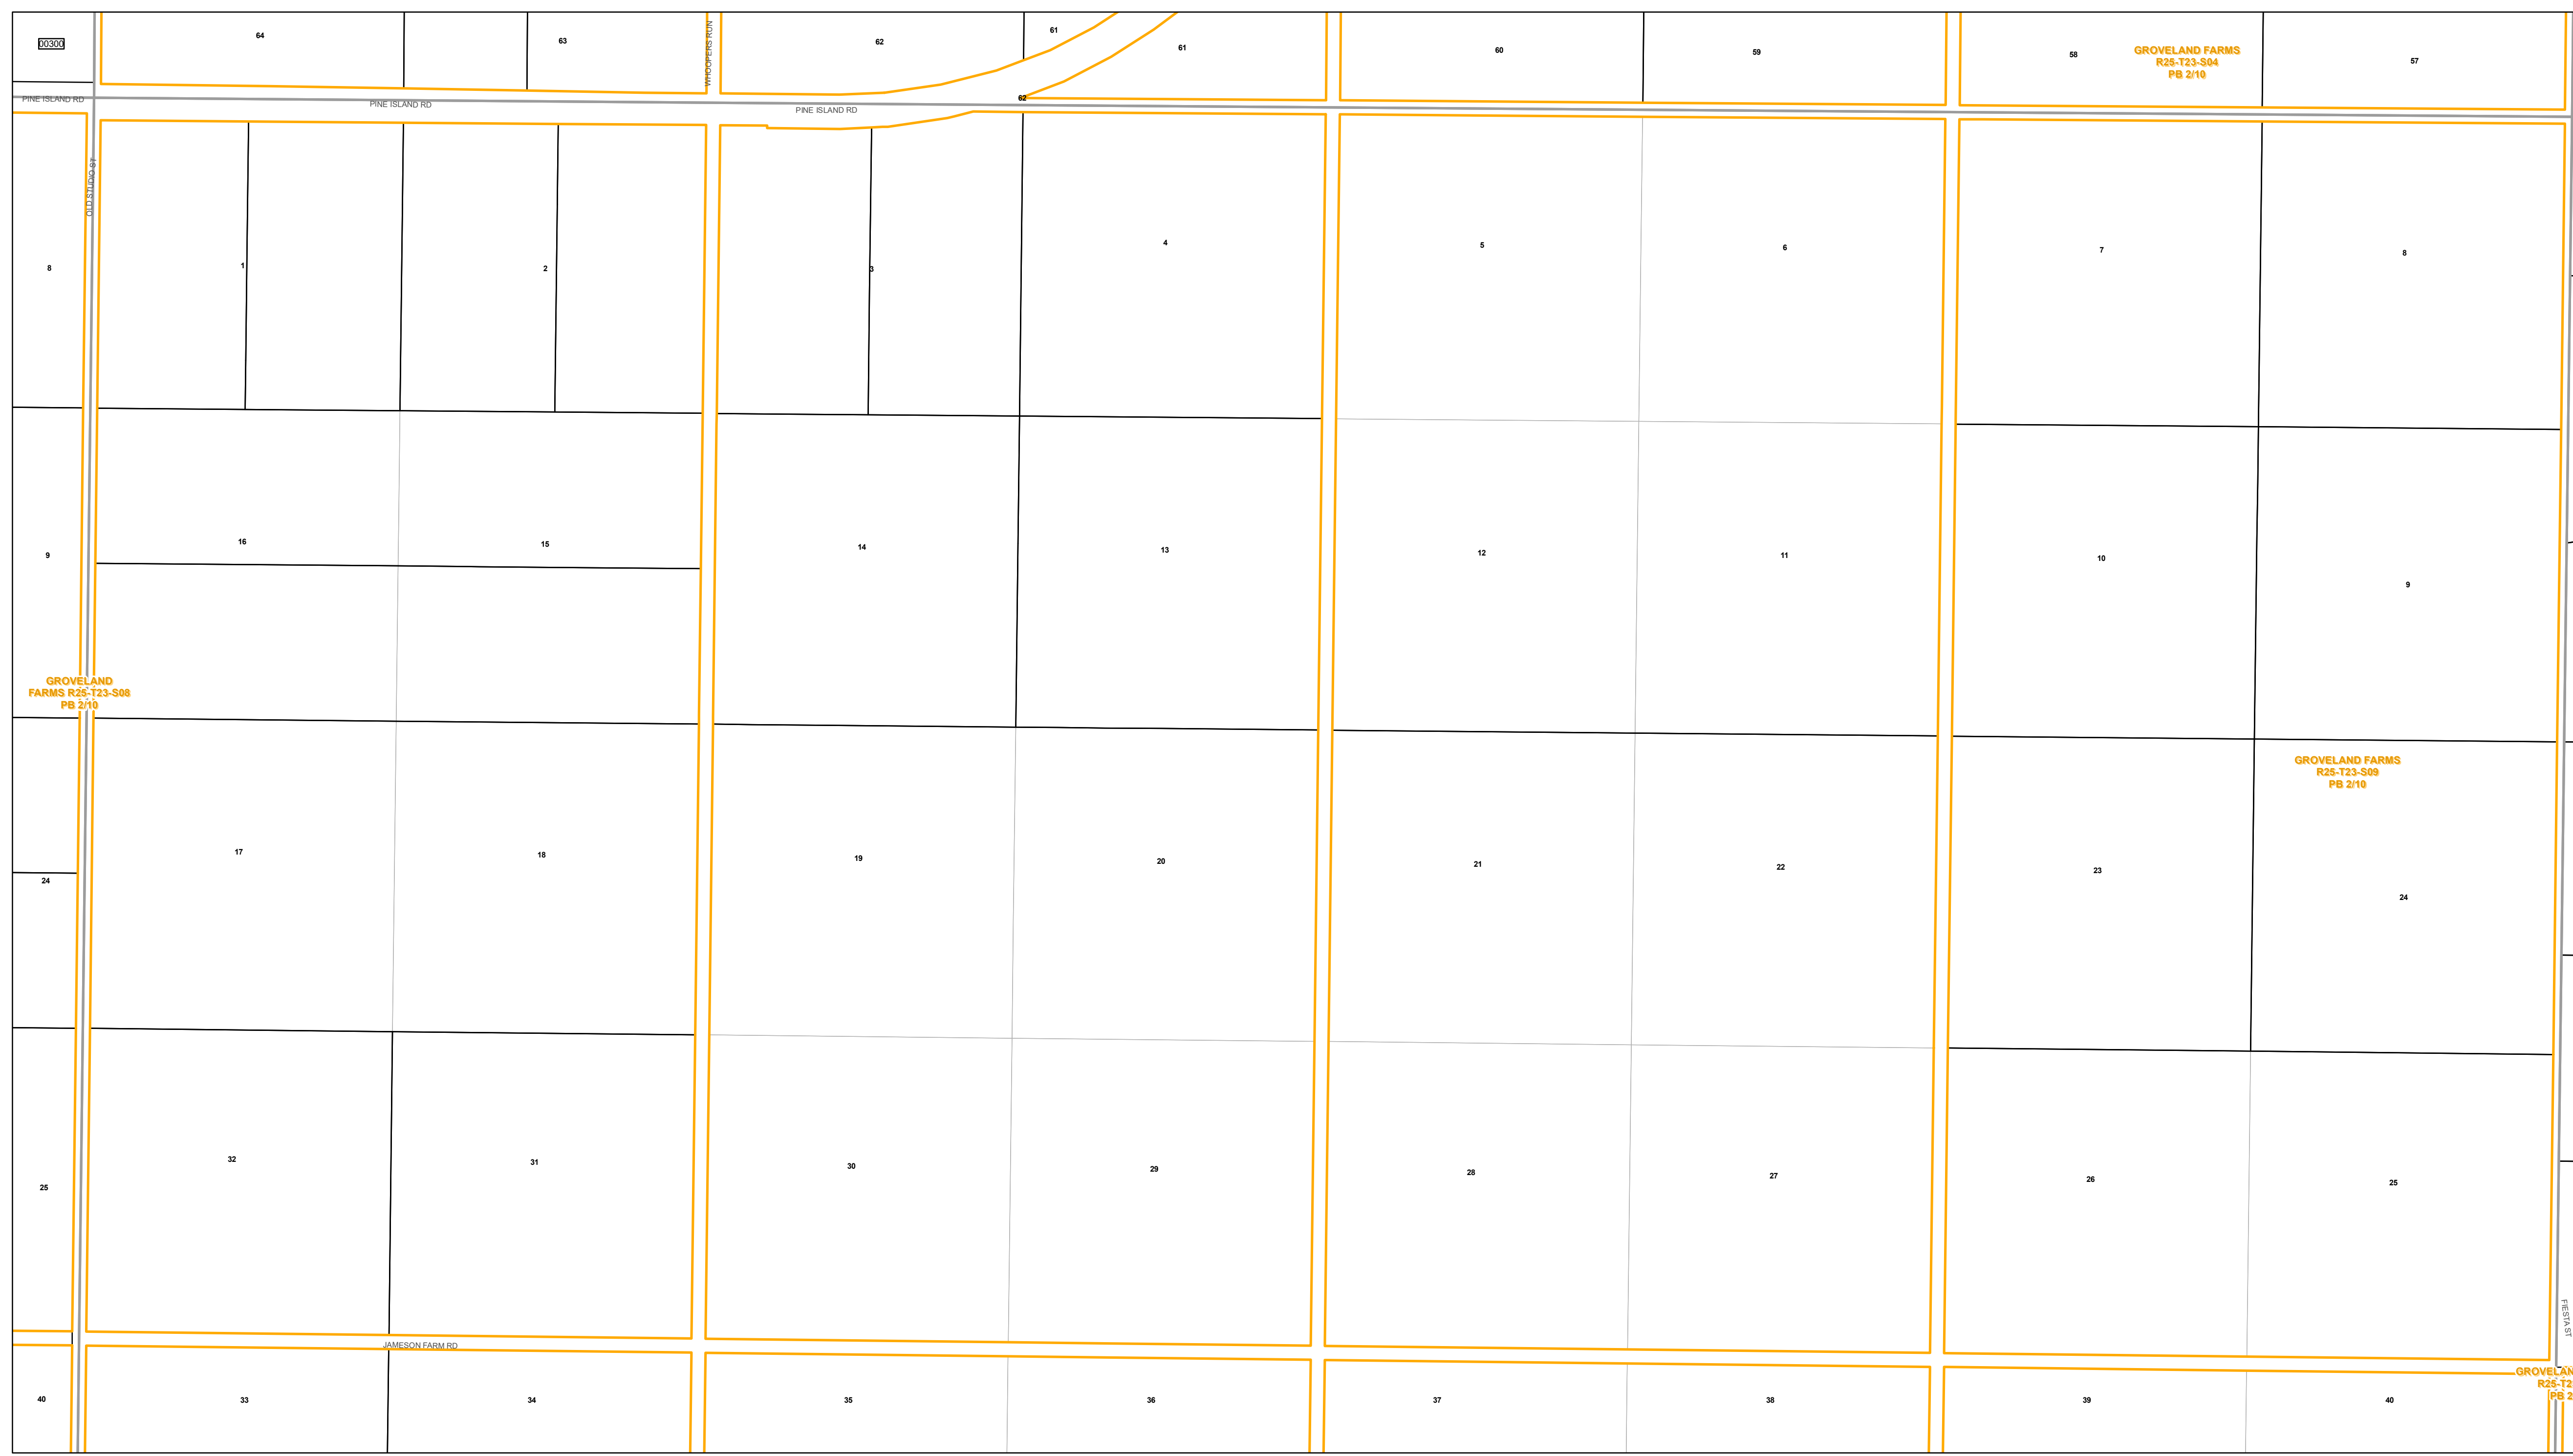 00300
64
63
WHOOPERS RUN
62
61
61
60
59
58
GROVELAND FARMS
R25-T23-S04
PB 2/10
57
PINE ISLAND RD
PINE ISLAND RD
PINE ISLAND RD
62
OLD STUDIO ST
8
1
2
3
4
5
6
7
8
9
16
15
14
13
12
11
10
9
GROVELAND
FARMS R25-T23-S08
PB 2/10
GROVELAND FARMS
R25-T23-S09
PB 2/10
24
17
18
19
20
21
22
23
24
25
32
31
30
29
28
27
26
25
FIESTA ST
JAMESON FARM RD
GROVELAN
R25-T2
PB 2
40
33
34
35
36
37
38
39
40